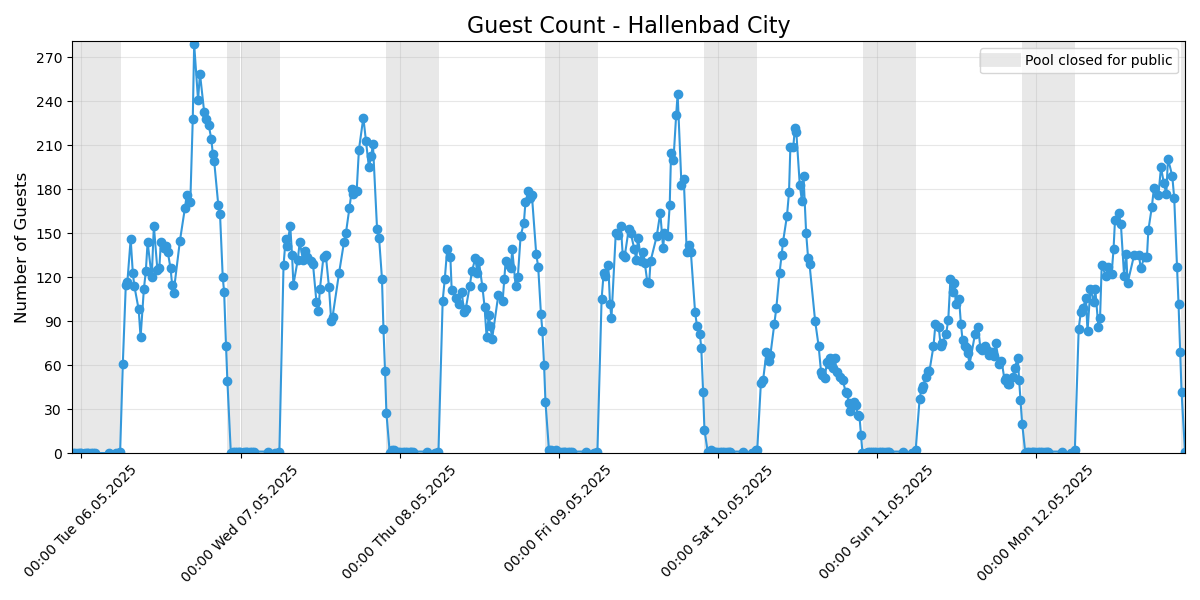 Guest Count - Hallenbad City
Pool closed for public
Number of Guests
270
240
210
180
150
120
90
60
30
0
00:00 Tue 06.05.2025
00:00 Wed 07.05.2025
00:00 Thu 08.05.2025
00:00 Fri 09.05.2025
00:00 Sat 10.05.2025
00:00 Sun 11.05.2025
00:00 Mon 12.05.2025